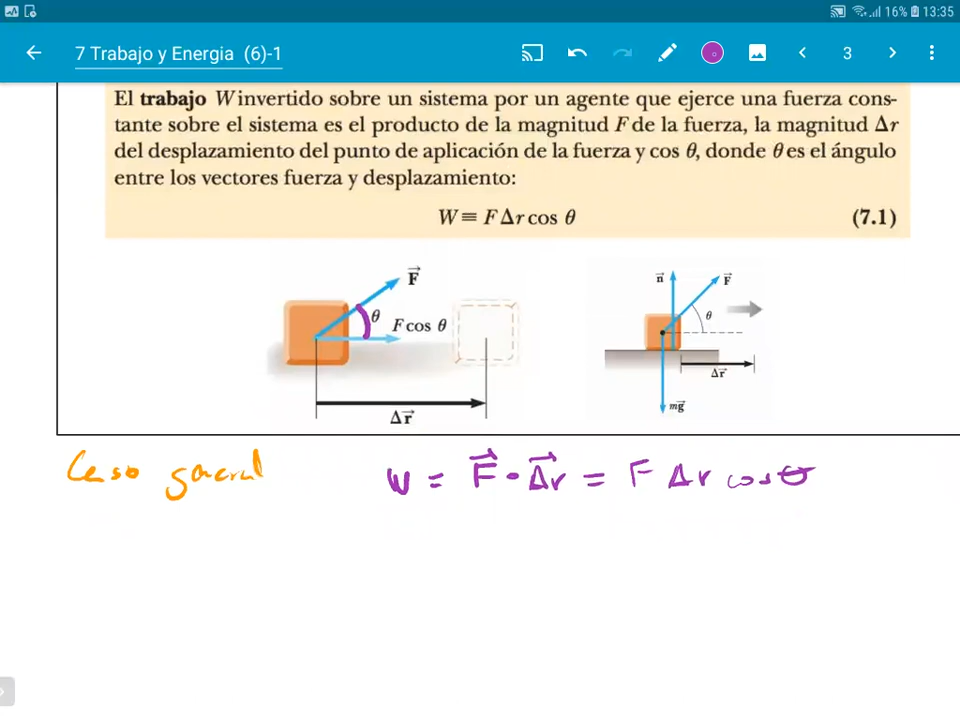 16% 13:35
7 Trabajo y Energia (6)-1
3
El trabajo W invertido sobre un sistema por un agente que ejerce una fuerza cons-
tante sobre el sistema es el producto de la magnitud F de la fuerza, la magnitud Δr
del desplazamiento del punto de aplicación de la fuerza y cos θ, donde θ es el ángulo
entre los vectores fuerza y desplazamiento:
W ≡ F Δr cos θ (7.1)
F⃗
θ
F cos θ
Δr⃗
n⃗
F⃗
θ
Δr⃗
mg⃗
Caso general W = F⃗ · Δr⃗ = F Δr cos θ